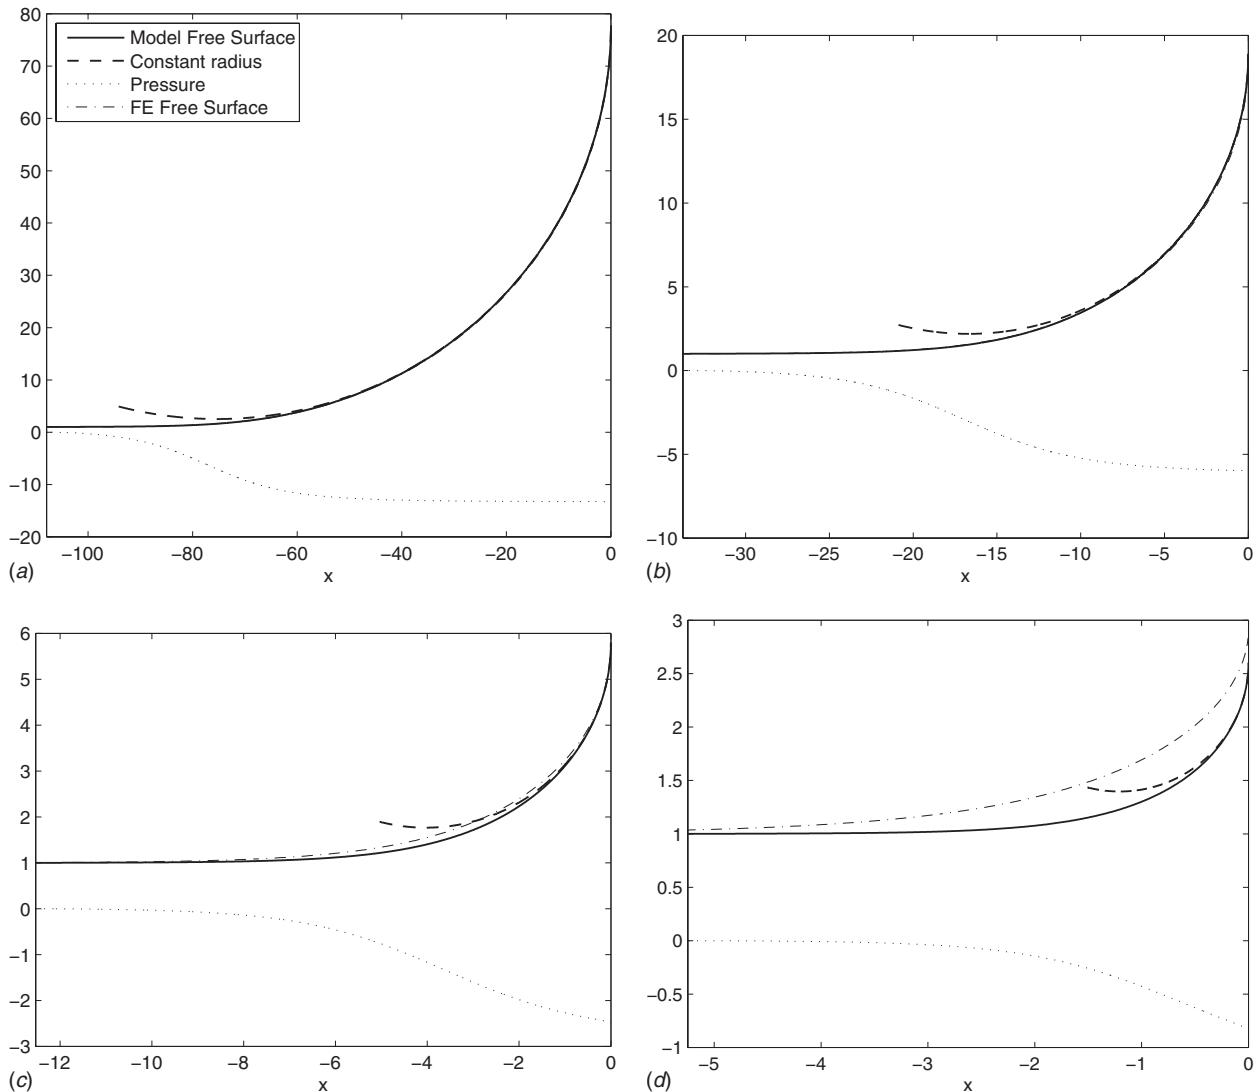 80
70
60
50
40
30
20
10
0
−10
−20
Model Free Surface
Constant radius
Pressure
FE Free Surface
−100 −80 −60 −40 −20 0
x
(a)
20
15
10
5
0
−5
−10
−30 −25 −20 −15 −10 −5 0
x
(b)
6
5
4
3
2
1
0
−1
−2
−3
−12 −10 −8 −6 −4 −2 0
x
(c)
3
2.5
2
1.5
1
0.5
0
−0.5
−1
−5 −4 −3 −2 −1 0
x
(d)